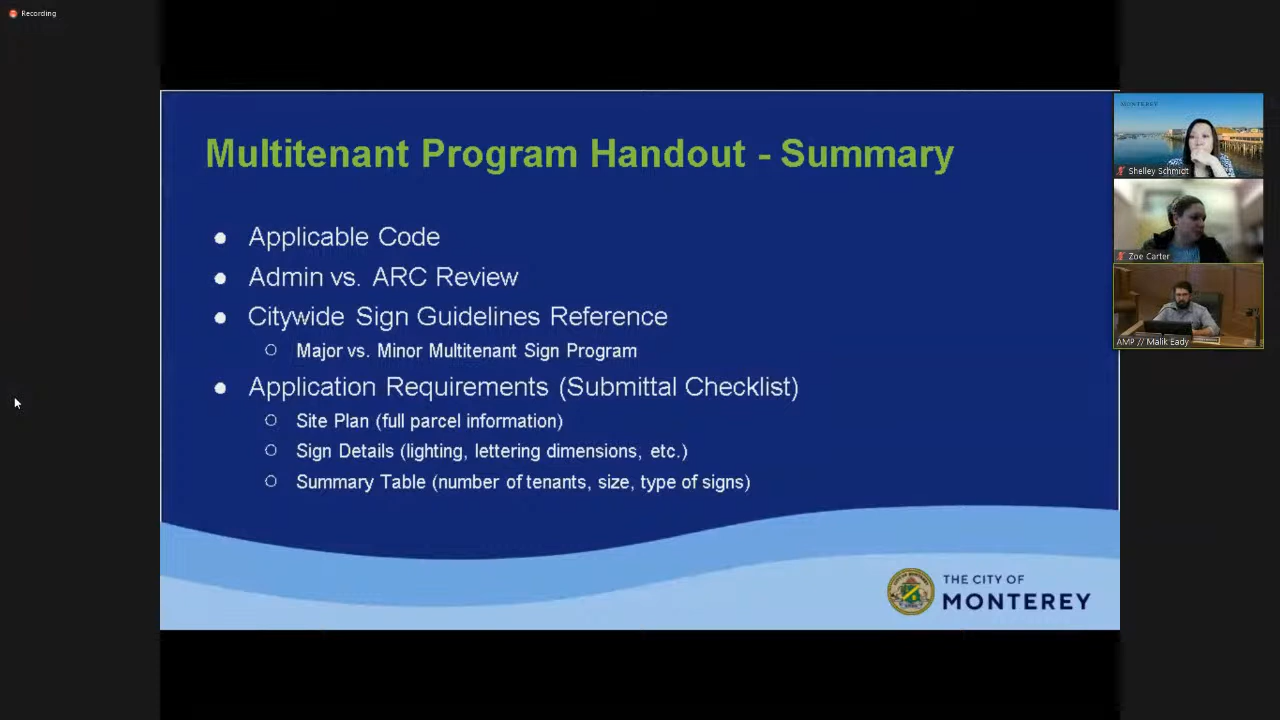 Recording
Multitenant Program Handout - Summary
Applicable Code
Admin vs. ARC Review
Citywide Sign Guidelines Reference
Major vs. Minor Multitenant Sign Program
Application Requirements (Submittal Checklist)
Site Plan (full parcel information)
Sign Details (lighting, lettering dimensions, etc.)
Summary Table (number of tenants, size, type of signs)
THE CITY OF
MONTEREY
MONTEREY
Shelley Schmidt
Zoe Carter
AMP // Malik Eady